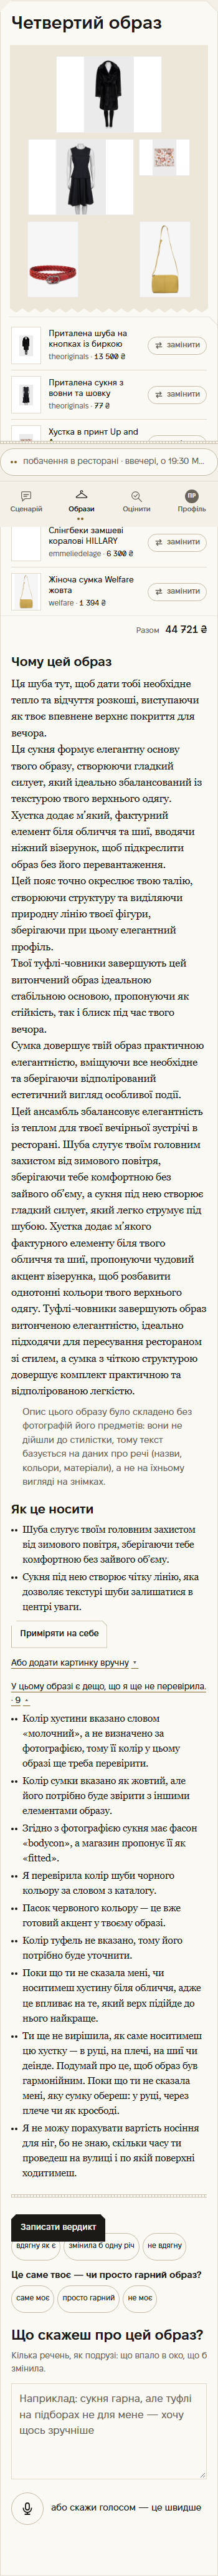 Четвертий образ
Приталена шуба на
кнопках із биркою
theoriginals · 13 500 ₴
замінити
Приталена сукня з
вовни та шовку
theoriginals · 77 ₴
замінити
Хустка в принт Up and
побачення в ресторані · ввечері, о 19:30 М...
Сценарій
Образи
Оцінити
ПР
Профіль
Слінгбеки замшеві
коралові HILLARY
emmeliedelage · 6 300 ₴
замінити
Жіноча сумка Welfare
жовта
welfare · 1 394 ₴
замінити
Разом 44 721 ₴
Чому цей образ
Ця шуба тут, щоб дати тобі необхідне
тепло та відчуття розкоші, виступаючи
як твоє впевнене верхнє покриття для
вечора.
Ця сукня формує елегантну основу
твого образу, створюючи гладкий
силует, який ідеально збалансований із
текстурою твого верхнього одягу.
Хустка додає м’який, фактурний
елемент біля обличчя та шиї, вводячи
ніжний візерунок, щоб підкреслити
образ без його перевантаження.
Цей пояс точно окреслює твою талію,
створюючи структуру та виділяючи
природну лінію твоєї фігури,
зберігаючи при цьому елегантний
профіль.
Твої туфлі-човники завершують цей
витончений образ ідеальною
стабільною основою, пропонуючи як
стійкість, так і блиск під час твого
вечора.
Сумка довершує твій образ практичною
елегантністю, вміщуючи все необхідне
та зберігаючи відполірований
естетичний вигляд особливої події.
Цей ансамбль збалансовує елегантність
із теплом для твоєї вечірньої зустрічі в
ресторані. Шуба слугує твоїм головним
захистом від зимового повітря,
зберігаючи тебе комфортною без
зайвого об’єму, а сукня під нею створює
гладкий силует, який легко струмує під
шубою. Хустка додає м’якого
фактурного елементу біля твого
обличчя та шиї, пропонуючи чудовий
акцент візерунка, щоб розбавити
однотонні кольори твого верхнього
одягу. Туфлі-човники завершують образ
витонченою елегантністю, ідеально
підходячи для пересування рестораном
зі стилем, а сумка з чіткою структурою
довершує комплект практичною та
відполірованою легкістю.
Опис цього образу було складено без
фотографій його предметів: вони не
дійшли до стилістки, тому текст
базується на даних про речі (назви,
кольори, матеріали), а не на їхньому
вигляді на знімках.
Як це носити
Шуба слугує твоїм головним захистом
від зимового повітря, зберігаючи тебе
комфортною без зайвого об’єму.
Сукня під нею створює чітку лінію, яка
дозволяє текстурі шуби залишатися в
центрі уваги.
Приміряти на себе
Або додати картинку вручну
У цьому образі є дещо, що я ще не перевірила.
· 9
Колір хустини вказано словом
«молочний», а не визначено за
фотографією, тому її колір у цьому
образі ще треба перевірити.
Колір сумки вказано як жовтий, але
його потрібно буде звірити з іншими
елементами образу.
Згідно з фотографією сукня має фасон
«bodycon», а магазин пропонує її як
«fitted».
Я перевірила колір шуби чорного
кольору за словом з каталогу.
Пасок червоного кольору — це вже
готовий акцент у твоєму образі.
Колір туфель не вказано, тому його
потрібно буде уточнити.
Поки що ти не сказала мені, чи
носитимеш хустину біля обличчя, адже
це впливає на те, який верх підійде до
нього найкраще.
Ти ще не вирішила, як саме носитимеш
цю хустку — в руці, на плечі, на шиї чи
деінде. Подумай про це, щоб образ був
гармонійним. Поки що ти не сказала
мені, яку сумку обереш: у руці, через
плече чи як кросбоді.
Я не можу порахувати вартість носіння
для ніг, бо не знаю, скільки часу ти
проведеш на вулиці і по якій поверхні
ходитимеш.
Записати вердикт
вдягну як є
змінила б одну річ
не вдягну
Це саме твоє — чи просто гарний образ?
саме моє
просто гарний
не моє
Що скажеш про цей образ?
Кілька речень, як подрузі: що впало в око, що б
змінила.
Наприклад: сукня гарна, але туфлі
на підборах не для мене — хочу
щось зручніше
або скажи голосом — це швидше